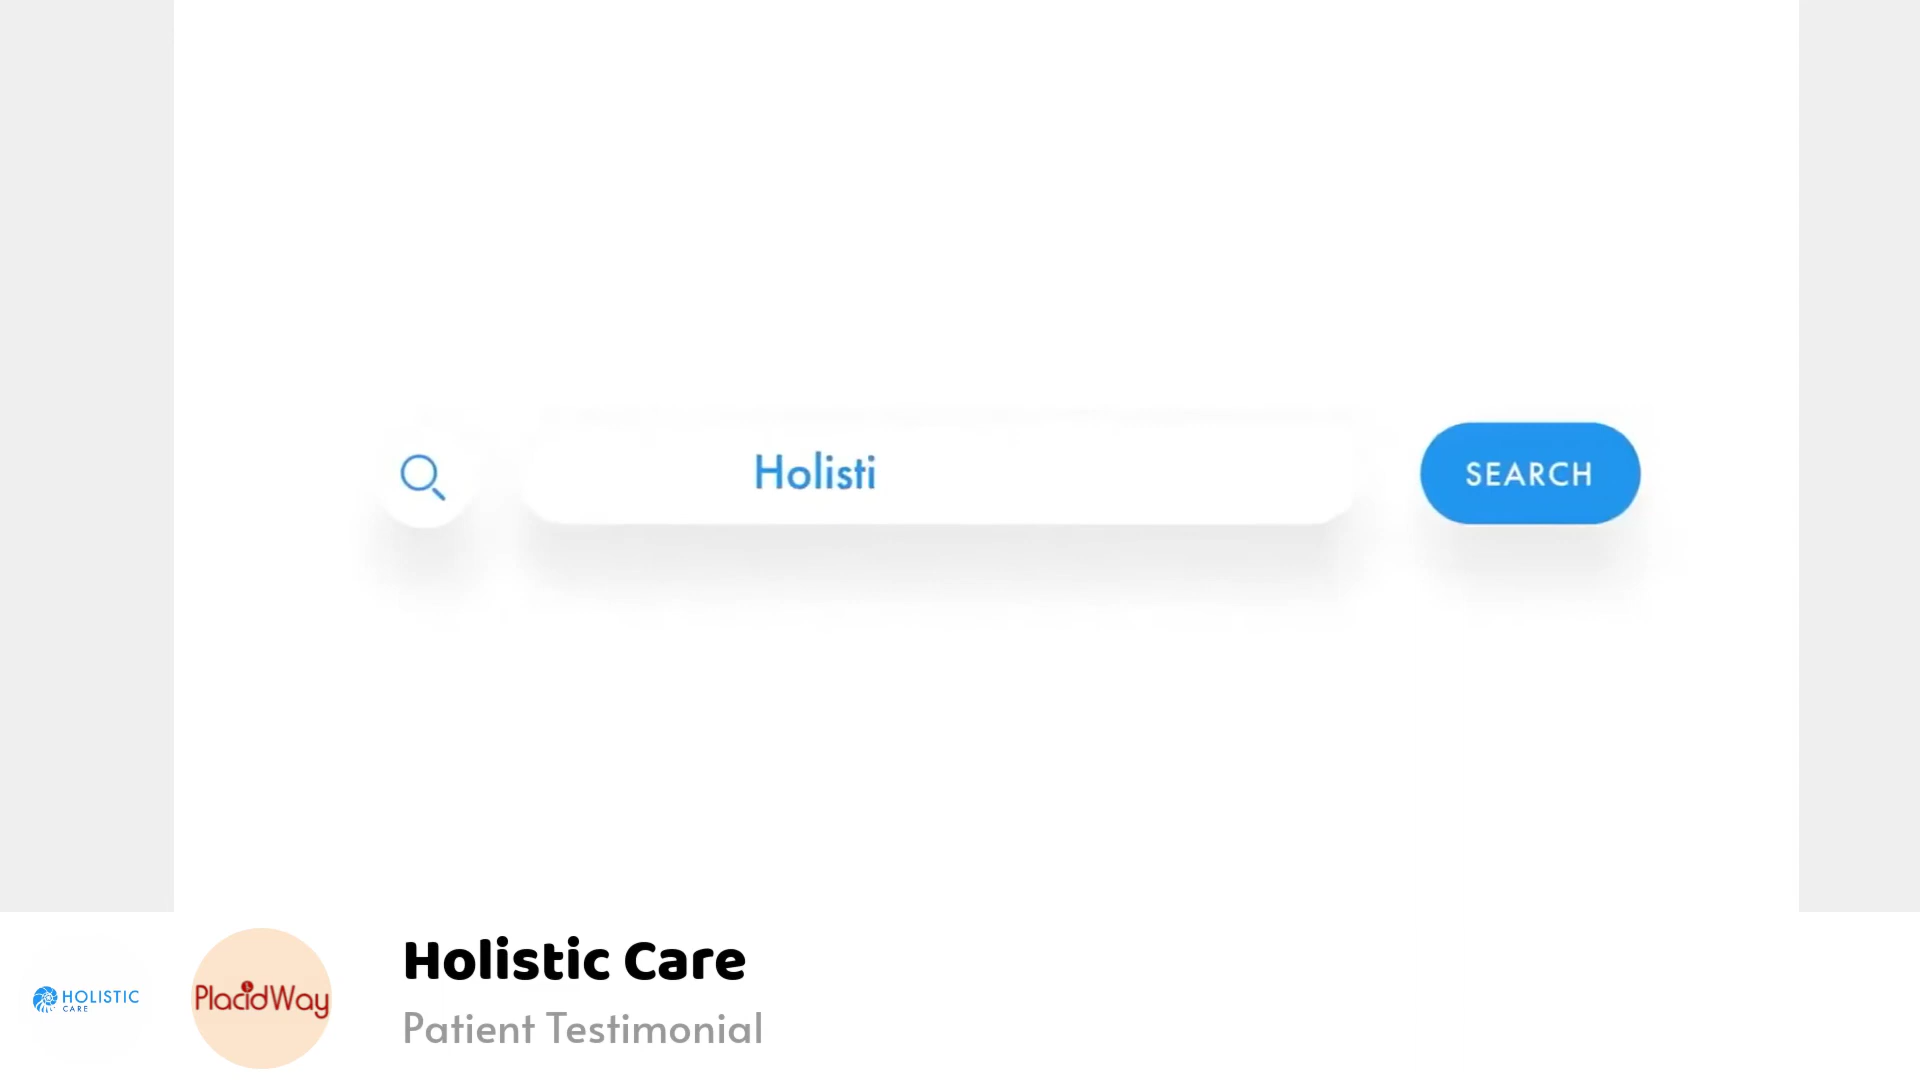 Holisti
SEARCH
HOLISTIC
CARE
PlacidWay
Holistic Care
Patient Testimonial